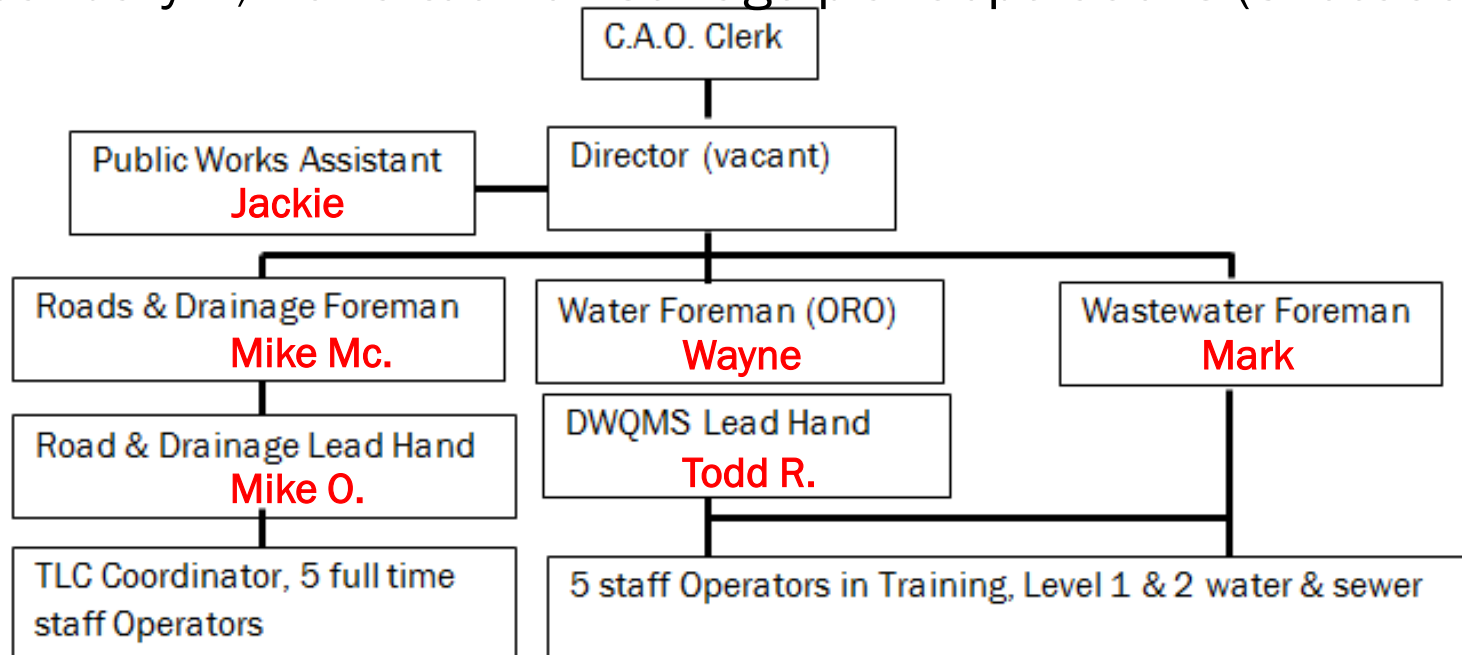 C.A.O. Clerk
Public Works Assistant
Jackie
Director (vacant)
Roads & Drainage Foreman
Mike Mc.
Water Foreman (ORO)
Wayne
Wastewater Foreman
Mark
Road & Drainage Lead Hand
Mike O.
DWQMS Lead Hand
Todd R.
TLC Coordinator, 5 full time
staff Operators
5 staff Operators in Training, Level 1 & 2 water & sewer